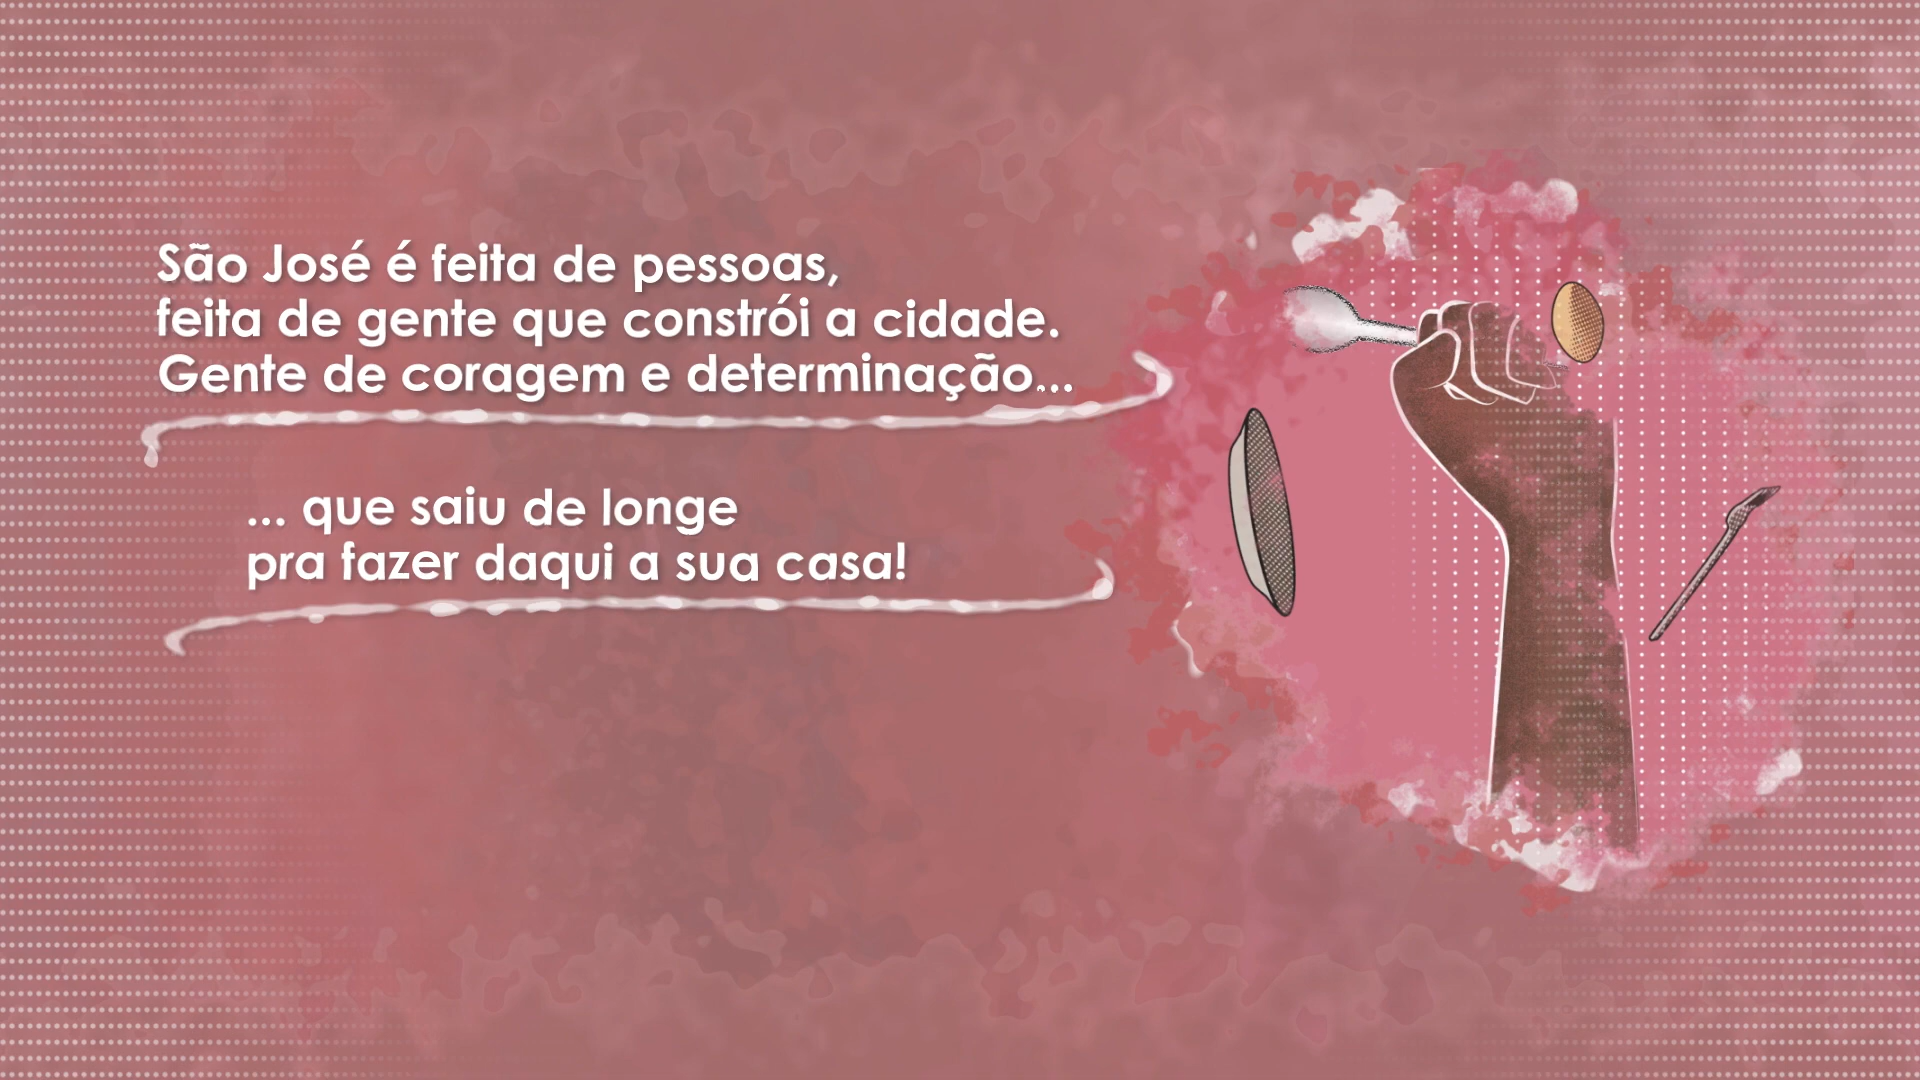 São José é feita de pessoas,
feita de gente que constrói a cidade.
Gente de coragem e determinação...
... que saiu de longe
pra fazer daqui a sua casa!